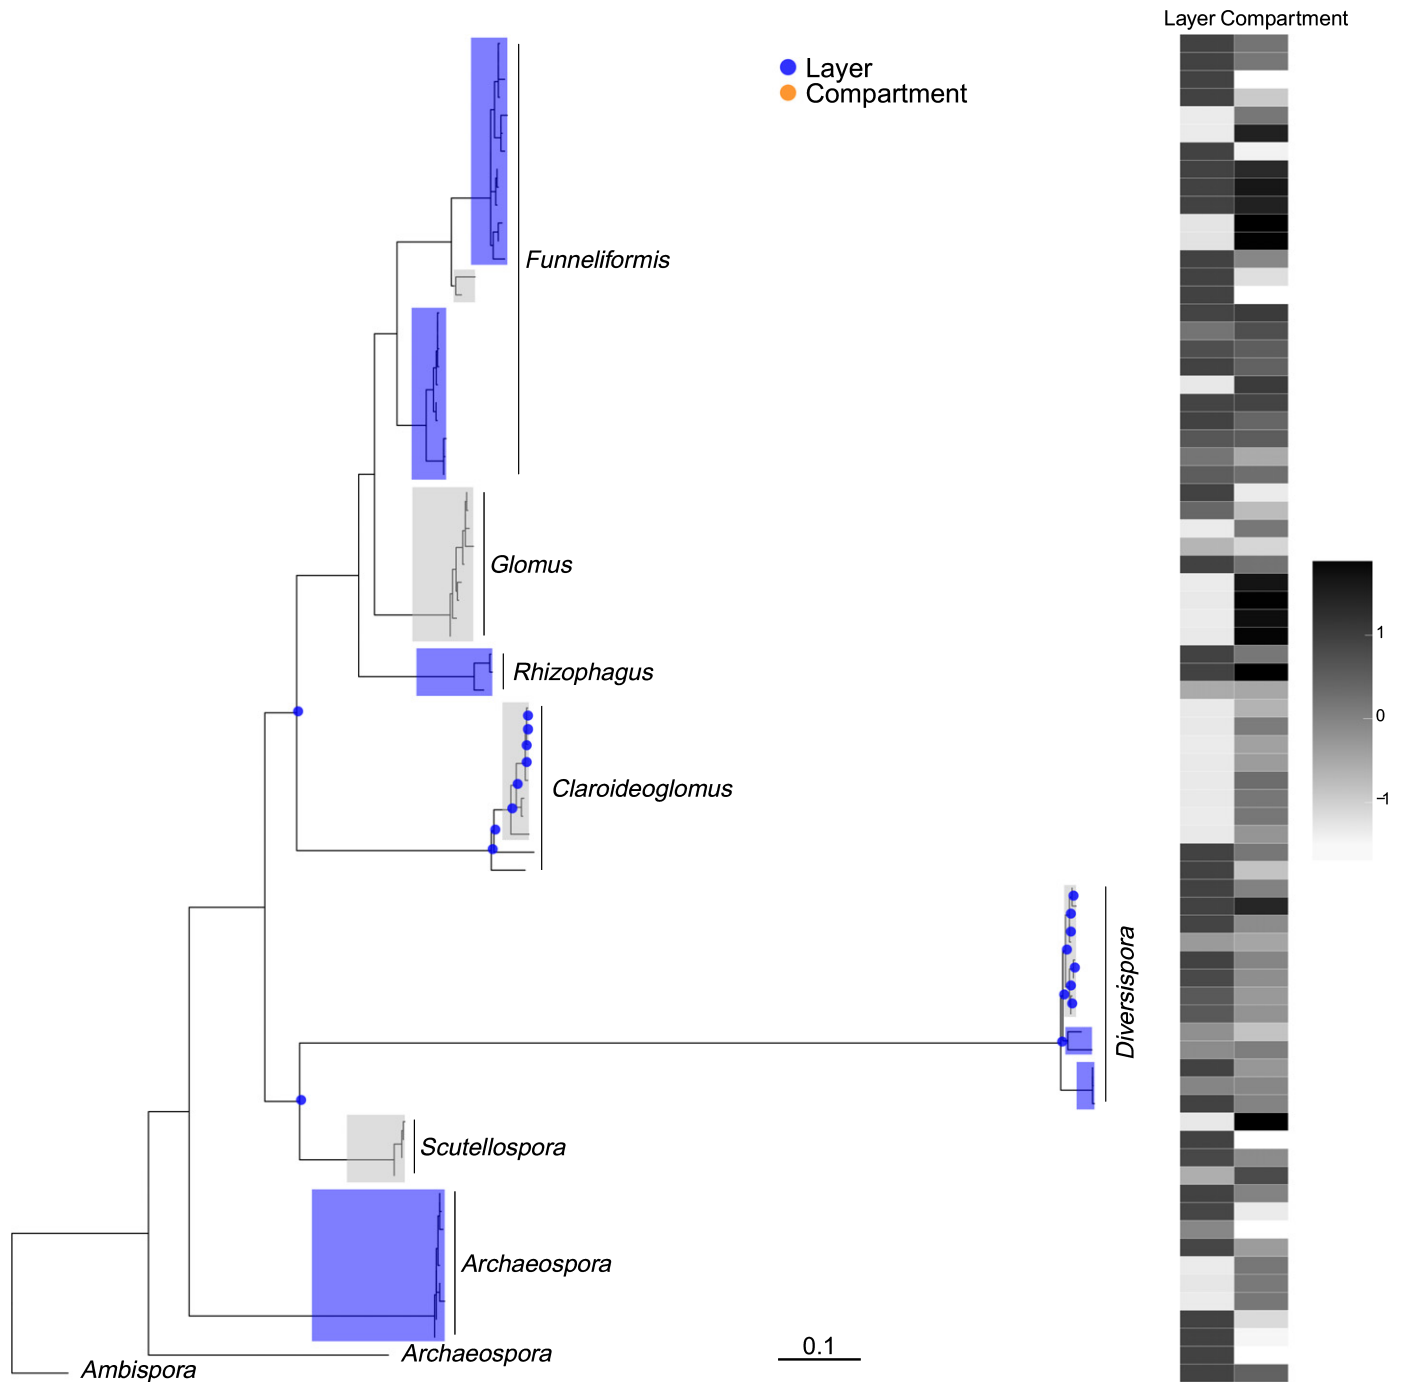 Layer Compartment
Layer
Compartment
Funneliformis
Glomus
1
Rhizophagus
0
Claroideoglomus
−1
Diversispora
Scutellospora
Archaeospora
0.1
Archaeospora
Ambispora